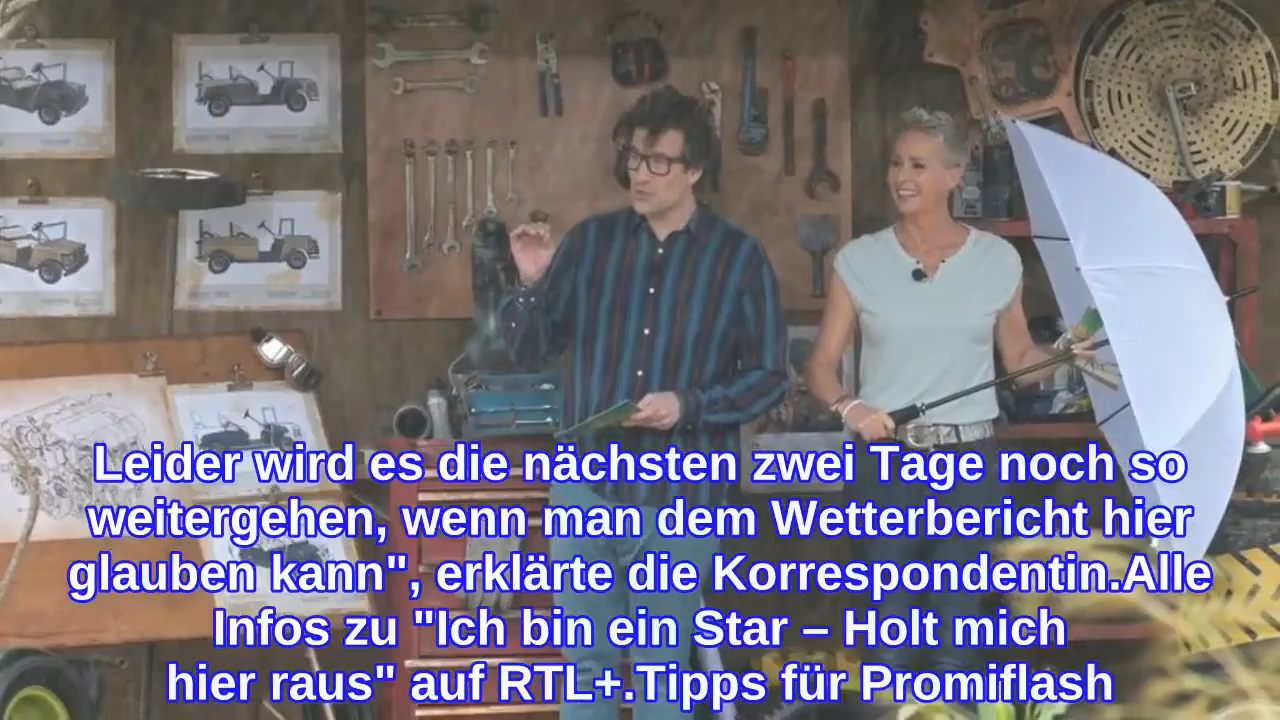 Leider wird es die nächsten zwei Tage noch so
weitergehen, wenn man dem Wetterbericht hier
glauben kann", erklärte die Korrespondentin.Alle
Infos zu "Ich bin ein Star – Holt mich
hier raus" auf RTL+.Tipps für Promiflash